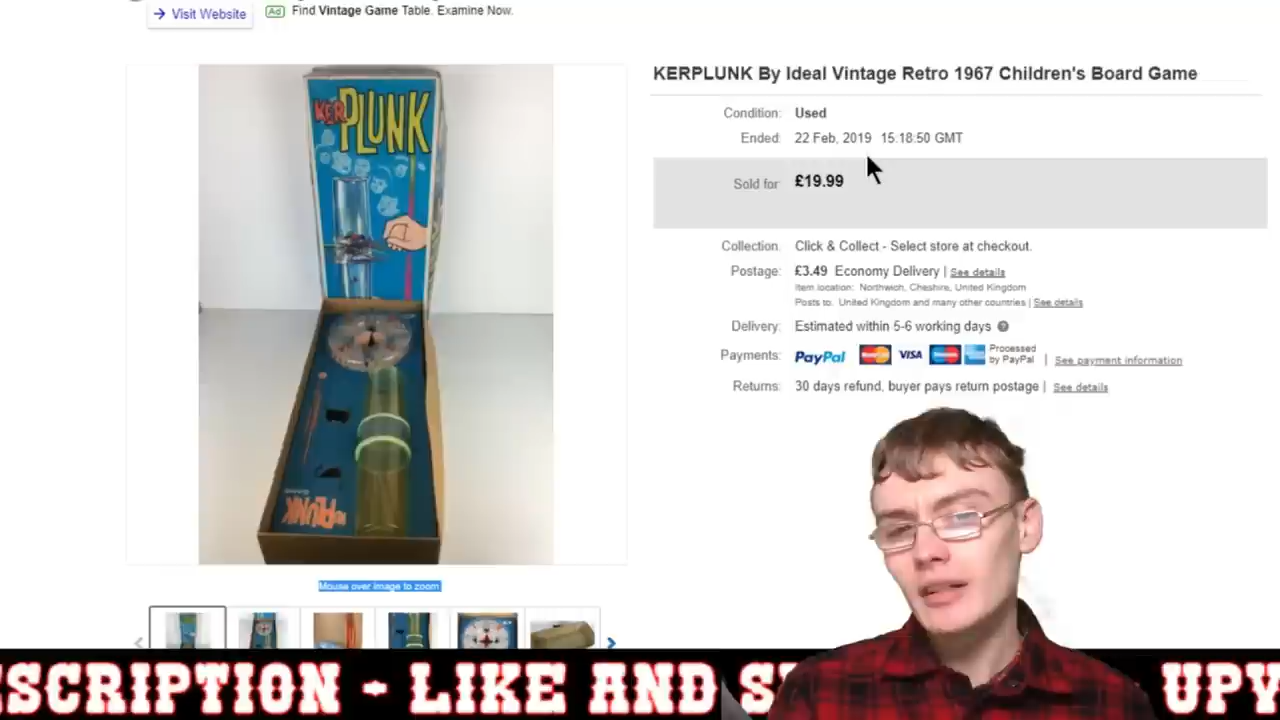 → Visit Website
Ad Find Vintage Game Table. Examine Now.
KERPLUNK By Ideal Vintage Retro 1967 Children's Board Game
Condition: Used
Ended: 22 Feb, 2019 15:18:50 GMT
Sold for: £19.99
Collection: Click & Collect - Select store at checkout.
Postage: £3.49 Economy Delivery | See details
Item location: Northwich, Cheshire, United Kingdom
Posts to: United Kingdom and many other countries | See details
Delivery: Estimated within 5-6 working days
Payments: PayPal MasterCard VISA Processed by PayPal | See payment information
Returns: 30 days refund, buyer pays return postage | See details
KER
PLUNK
KERPLUNK
Mouse over image to zoom
SCRIPTION - LIKE AND S UPV